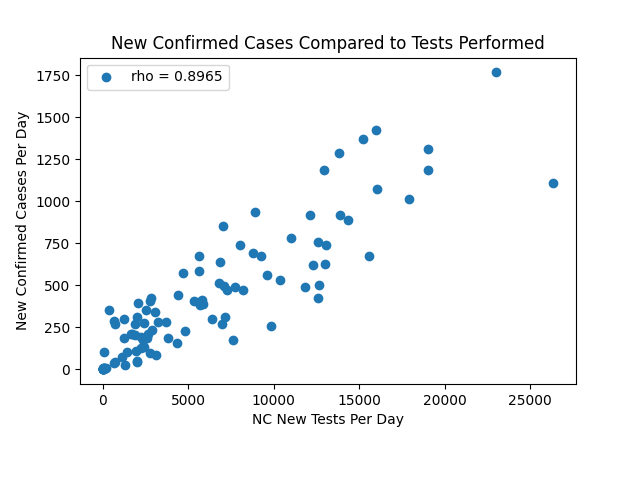 New Confirmed Cases Compared to Tests Performed
rho = 0.8965
1750
1500
1250
1000
750
500
250
0
New Confirmed Caeses Per Day
0 5000 10000 15000 20000 25000
NC New Tests Per Day